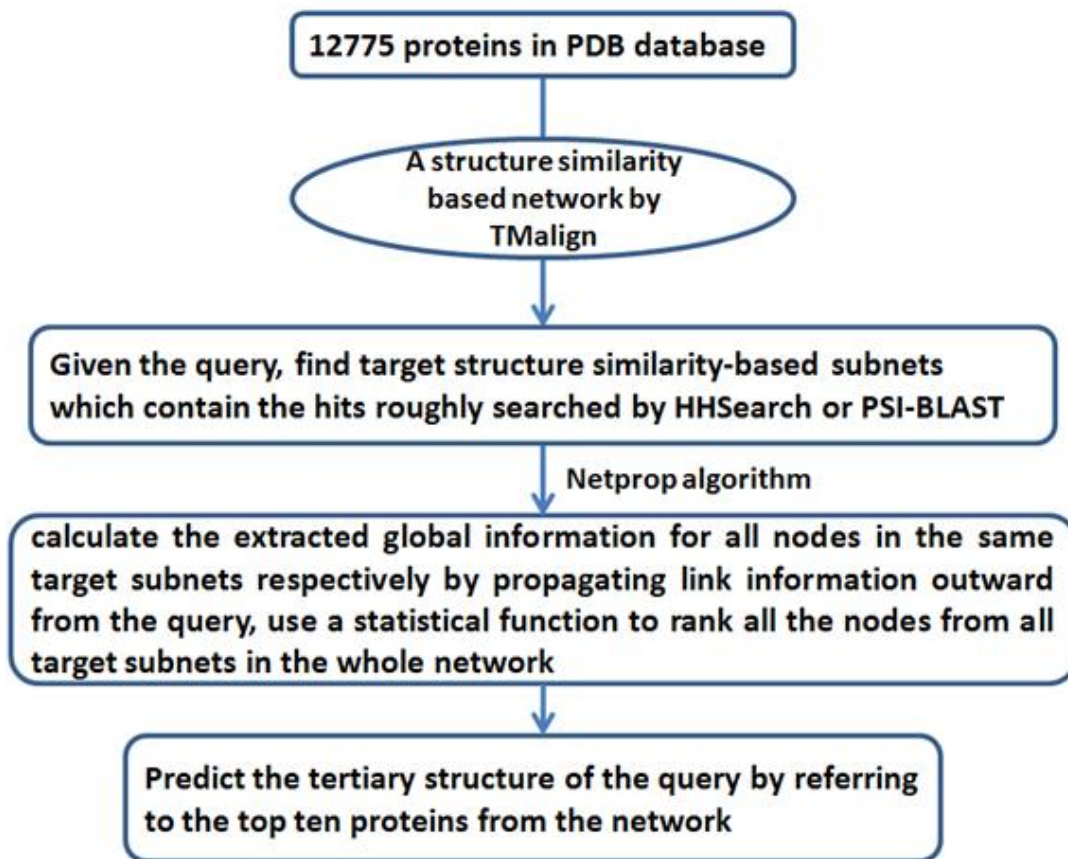 12775 proteins in PDB database
A structure similarity
based network by
TMalign
Given the query, find target structure similarity-based subnets
which contain the hits roughly searched by HHSearch or PSI-BLAST
Netprop algorithm
calculate the extracted global information for all nodes in the same
target subnets respectively by propagating link information outward
from the query, use a statistical function to rank all the nodes from all
target subnets in the whole network
Predict the tertiary structure of the query by referring
to the top ten proteins from the network